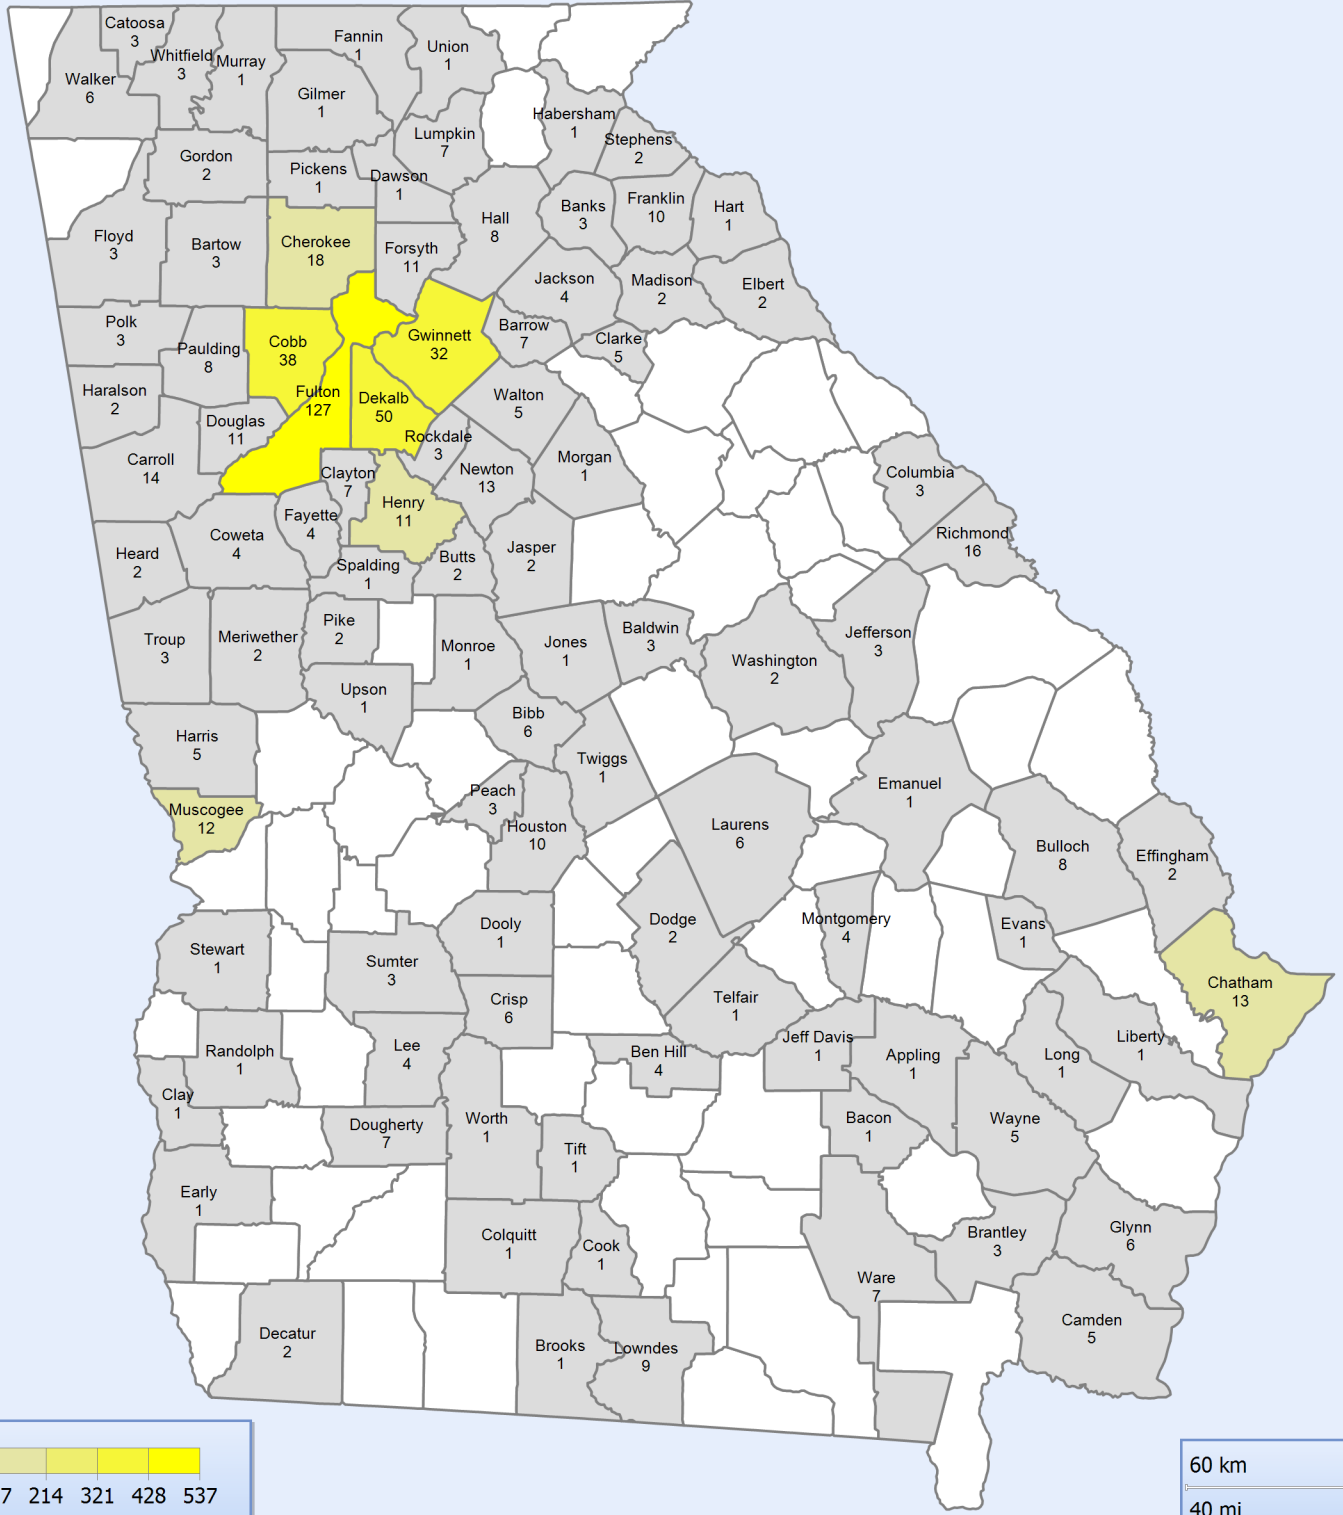 Catoosa
3
Whitfield
3
Murray
1
Fannin
1
Union
1
Walker
6
Gilmer
1
Habersham
1
Lumpkin
7
Stephens
2
Gordon
2
Pickens
1
Dawson
1
Hall
8
Banks
3
Franklin
10
Hart
1
Floyd
3
Bartow
3
Cherokee
18
Forsyth
11
Jackson
4
Madison
2
Elbert
2
Polk
3
Paulding
8
Cobb
38
Gwinnett
32
Barrow
7
Clarke
5
Haralson
2
Fulton
127
Dekalb
50
Walton
5
Douglas
11
Rockdale
3
Carroll
14
Clayton
7
Newton
13
Morgan
1
Columbia
3
Henry
11
Fayette
4
Coweta
4
Richmond
16
Heard
2
Spalding
1
Butts
2
Jasper
2
Troup
3
Meriwether
2
Pike
2
Monroe
1
Jones
1
Baldwin
3
Jefferson
3
Washington
2
Upson
1
Bibb
6
Harris
5
Twiggs
1
Emanuel
1
Peach
3
Muscogee
12
Houston
10
Laurens
6
Bulloch
8
Effingham
2
Dooly
1
Dodge
2
Montgomery
4
Evans
1
Stewart
1
Sumter
3
Chatham
13
Crisp
6
Telfair
1
Randolph
1
Lee
4
Ben Hill
4
Jeff Davis
1
Appling
1
Long
1
Liberty
1
Clay
1
Dougherty
7
Worth
1
Bacon
1
Wayne
5
Tift
1
Early
1
Colquitt
1
Cook
1
Brantley
3
Glynn
6
Ware
7
Camden
5
Decatur
2
Brooks
1
Lowndes
9
7 214 321 428 537
60 km
40 mi